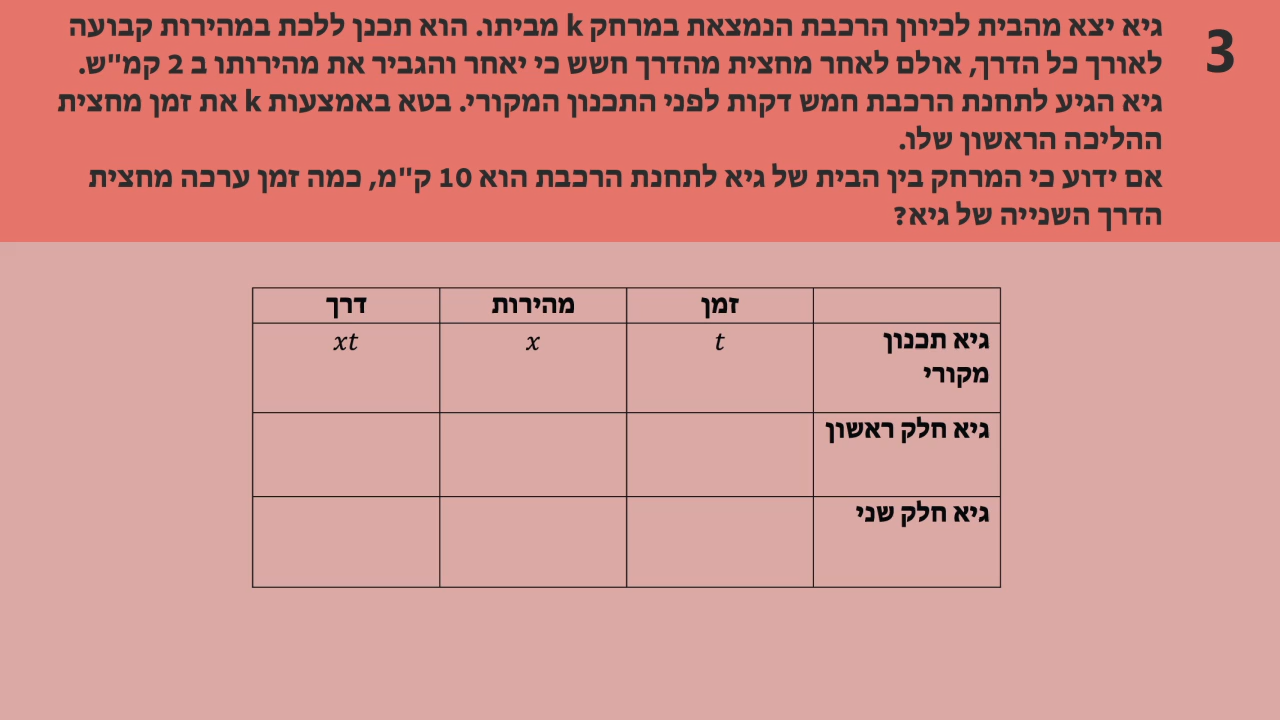 3
גיא יצא מהבית לכיוון הרכבת הנמצאת במרחק k מביתו. הוא תכנן ללכת במהירות קבועה
לאורך כל הדרך, אולם לאחר מחצית מהדרך חשש כי יאחר והגביר את מהירותו ב 2 קמ"ש.
גיא הגיע לתחנת הרכבת חמש דקות לפני התכנון המקורי. בטא באמצעות k את זמן מחצית
ההליכה הראשון שלו.
אם ידוע כי המרחק בין הבית של גיא לתחנת הרכבת הוא 10 ק"מ, כמה זמן ערכה מחצית
הדרך השנייה של גיא?
זמן מהירות דרך
גיא תכנון t x xt
מקורי
גיא חלק ראשון
גיא חלק שני